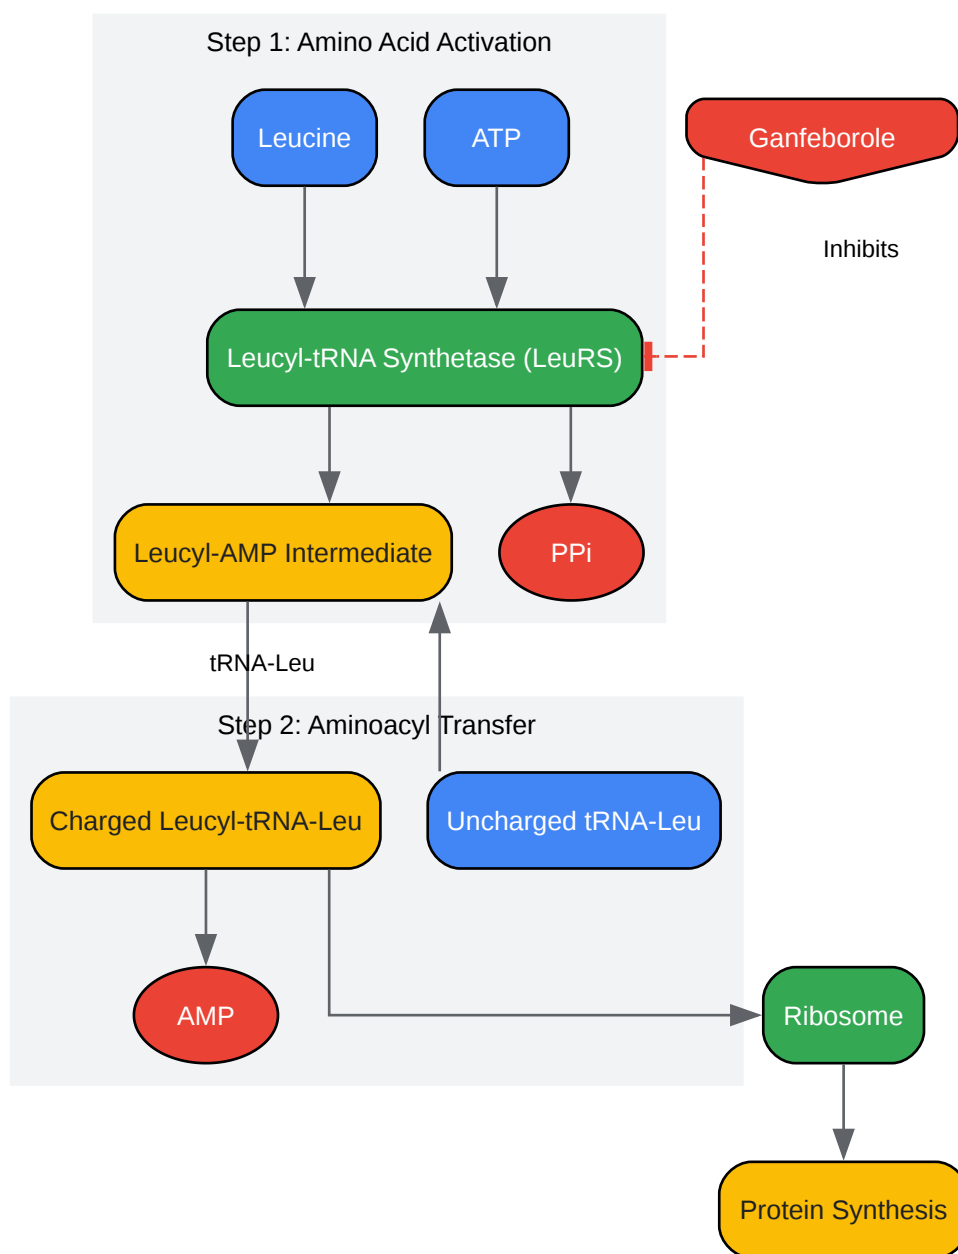 Step 1: Amino Acid Activation
Leucine
ATP
Ganfeborole
Inhibits
Leucyl-tRNA Synthetase (LeuRS)
Leucyl-AMP Intermediate
PPi
tRNA-Leu
Step 2: Aminoacyl Transfer
Charged Leucyl-tRNA-Leu
Uncharged tRNA-Leu
AMP
Ribosome
Protein Synthesis